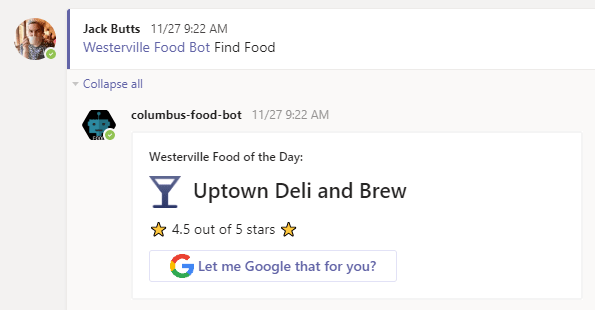 Jack Butts 11/27 9:22 AM
Westerville Food Bot Find Food
Collapse all
columbus-food-bot 11/27 9:22 AM
Westerville Food of the Day:
Uptown Deli and Brew
4.5 out of 5 stars
Let me Google that for you?